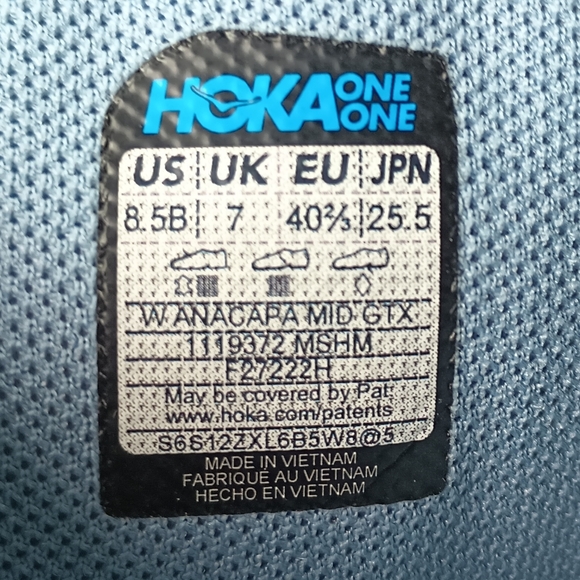 HOKA ONE ONE
US UK EU JPN
8.5B 7 40⅔ 25.5
W ANACAPA MID GTX
1119372 MSHM
F27222H
May be covered by Pat.
www.hoka.com/patents
S6S12ZXL6B5W8@5
MADE IN VIETNAM
FABRIQUÉ AU VIETNAM
HECHO EN VIETNAM